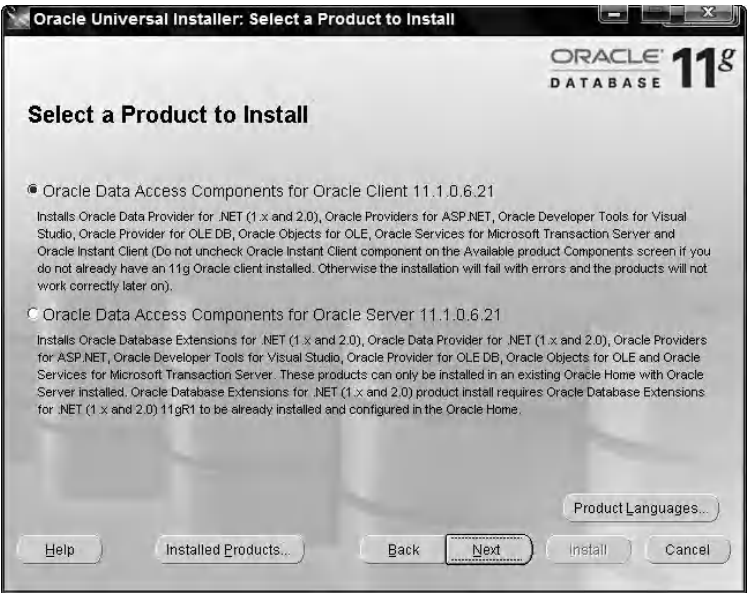 Oracle Universal Installer: Select a Product to Install
ORACLE 11g
DATABASE
Select a Product to Install
Oracle Data Access Components for Oracle Client 11.1.0.6.21
Installs Oracle Data Provider for .NET (1.x and 2.0), Oracle Providers for ASP.NET, Oracle Developer Tools for Visual
Studio, Oracle Provider for OLE DB, Oracle Objects for OLE, Oracle Services for Microsoft Transaction Server and
Oracle Instant Client (Do not uncheck Oracle Instant Client component on the Available product Components screen if you
do not already have an 11g Oracle client installed. Otherwise the installation will fail with errors and the products will not
work correctly later on).
Oracle Data Access Components for Oracle Server 11.1.0.6.21
Installs Oracle Database Extensions for .NET (1.x and 2.0), Oracle Data Provider for .NET (1.x and 2.0), Oracle Providers
for ASP.NET, Oracle Developer Tools for Visual Studio, Oracle Provider for OLE DB, Oracle Objects for OLE and Oracle
Services for Microsoft Transaction Server. These products can only be installed in an existing Oracle Home with Oracle
Server installed. Oracle Database Extensions for .NET (1.x and 2.0) product install requires Oracle Database Extensions
for .NET (1.x and 2.0) 11gR1 to be already installed and configured in the Oracle Home.
Product Languages...
Help Installed Products... Back Next Install Cancel